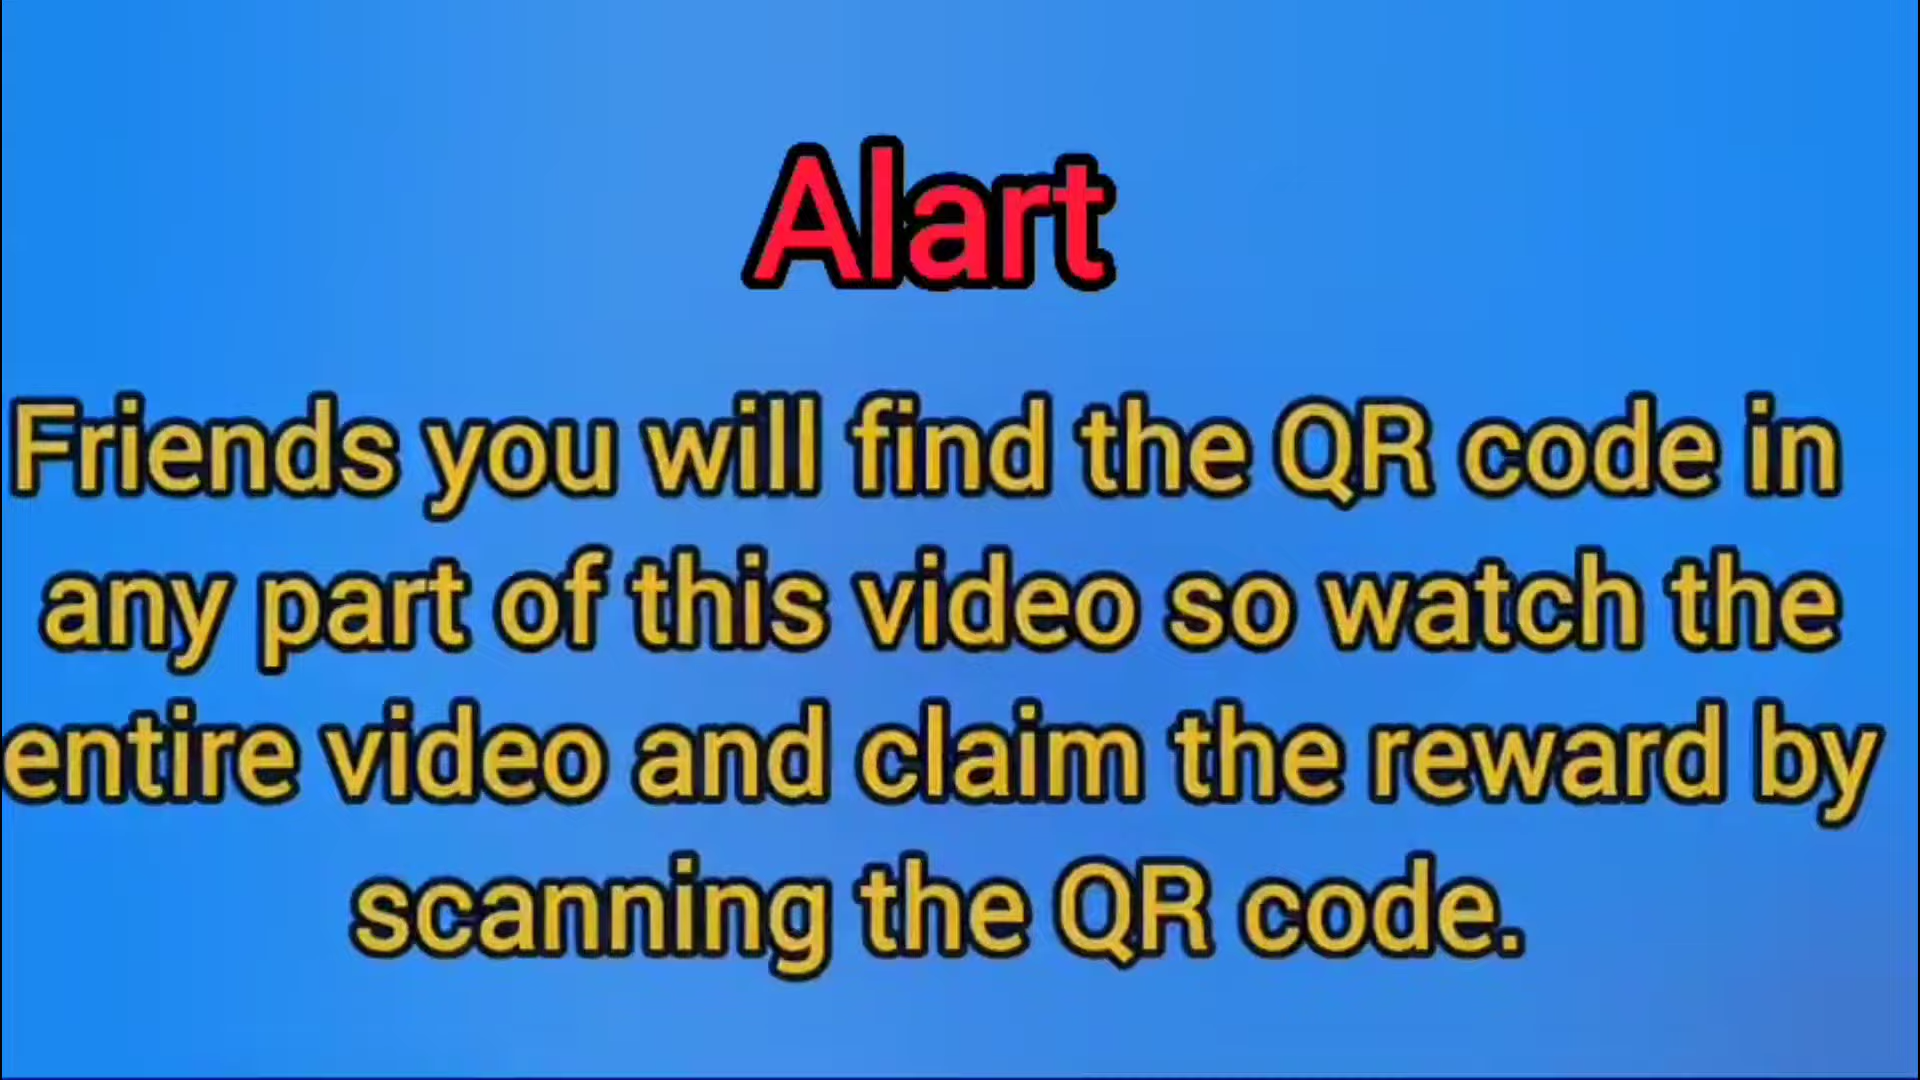 Alart
Friends you will find the QR code in
any part of this video so watch the
entire video and claim the reward by
scanning the QR code.